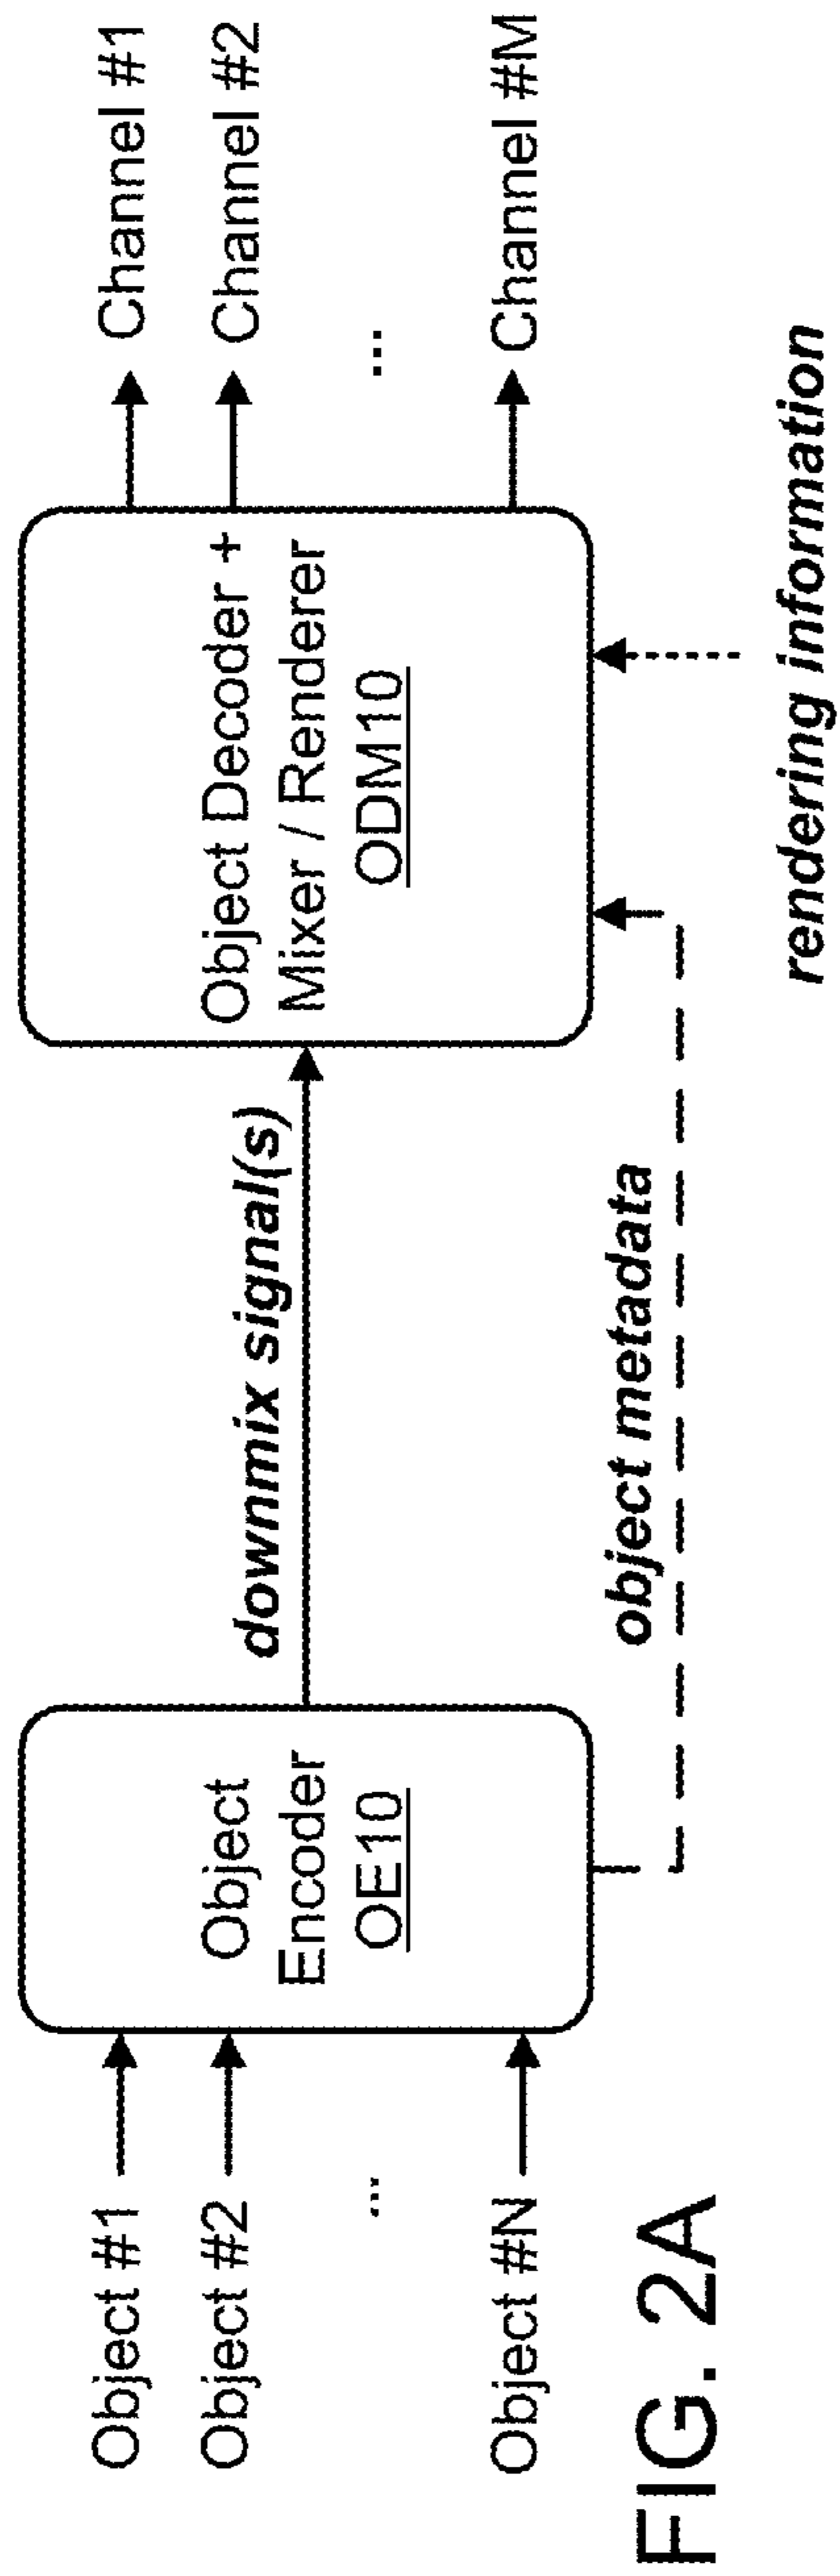 Object #1
Object #2
...
Object #N
Object
Encoder
OE10
downmix signal(s)
object metadata
Object Decoder +
Mixer / Renderer
ODM10
rendering information
Channel #1
Channel #2
...
Channel #M
FIG. 2A